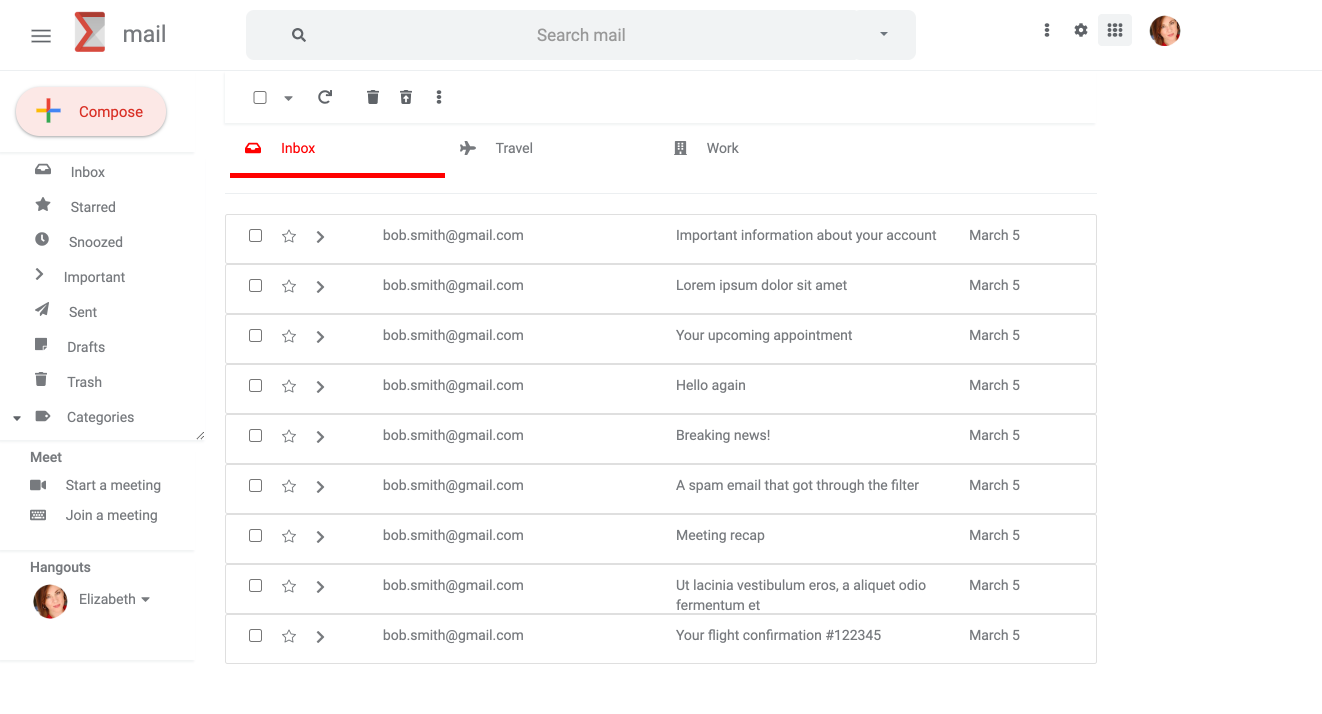 mail
Search mail
Compose
Inbox
Starred
Snoozed
Important
Sent
Drafts
Trash
Categories
Meet
Start a meeting
Join a meeting
Hangouts
Elizabeth
Inbox Travel Work
bob.smith@gmail.com Important information about your account March 5
bob.smith@gmail.com Lorem ipsum dolor sit amet March 5
bob.smith@gmail.com Your upcoming appointment March 5
bob.smith@gmail.com Hello again March 5
bob.smith@gmail.com Breaking news! March 5
bob.smith@gmail.com A spam email that got through the filter March 5
bob.smith@gmail.com Meeting recap March 5
bob.smith@gmail.com Ut lacinia vestibulum eros, a aliquet odio March 5
fermentum et
bob.smith@gmail.com Your flight confirmation #122345 March 5